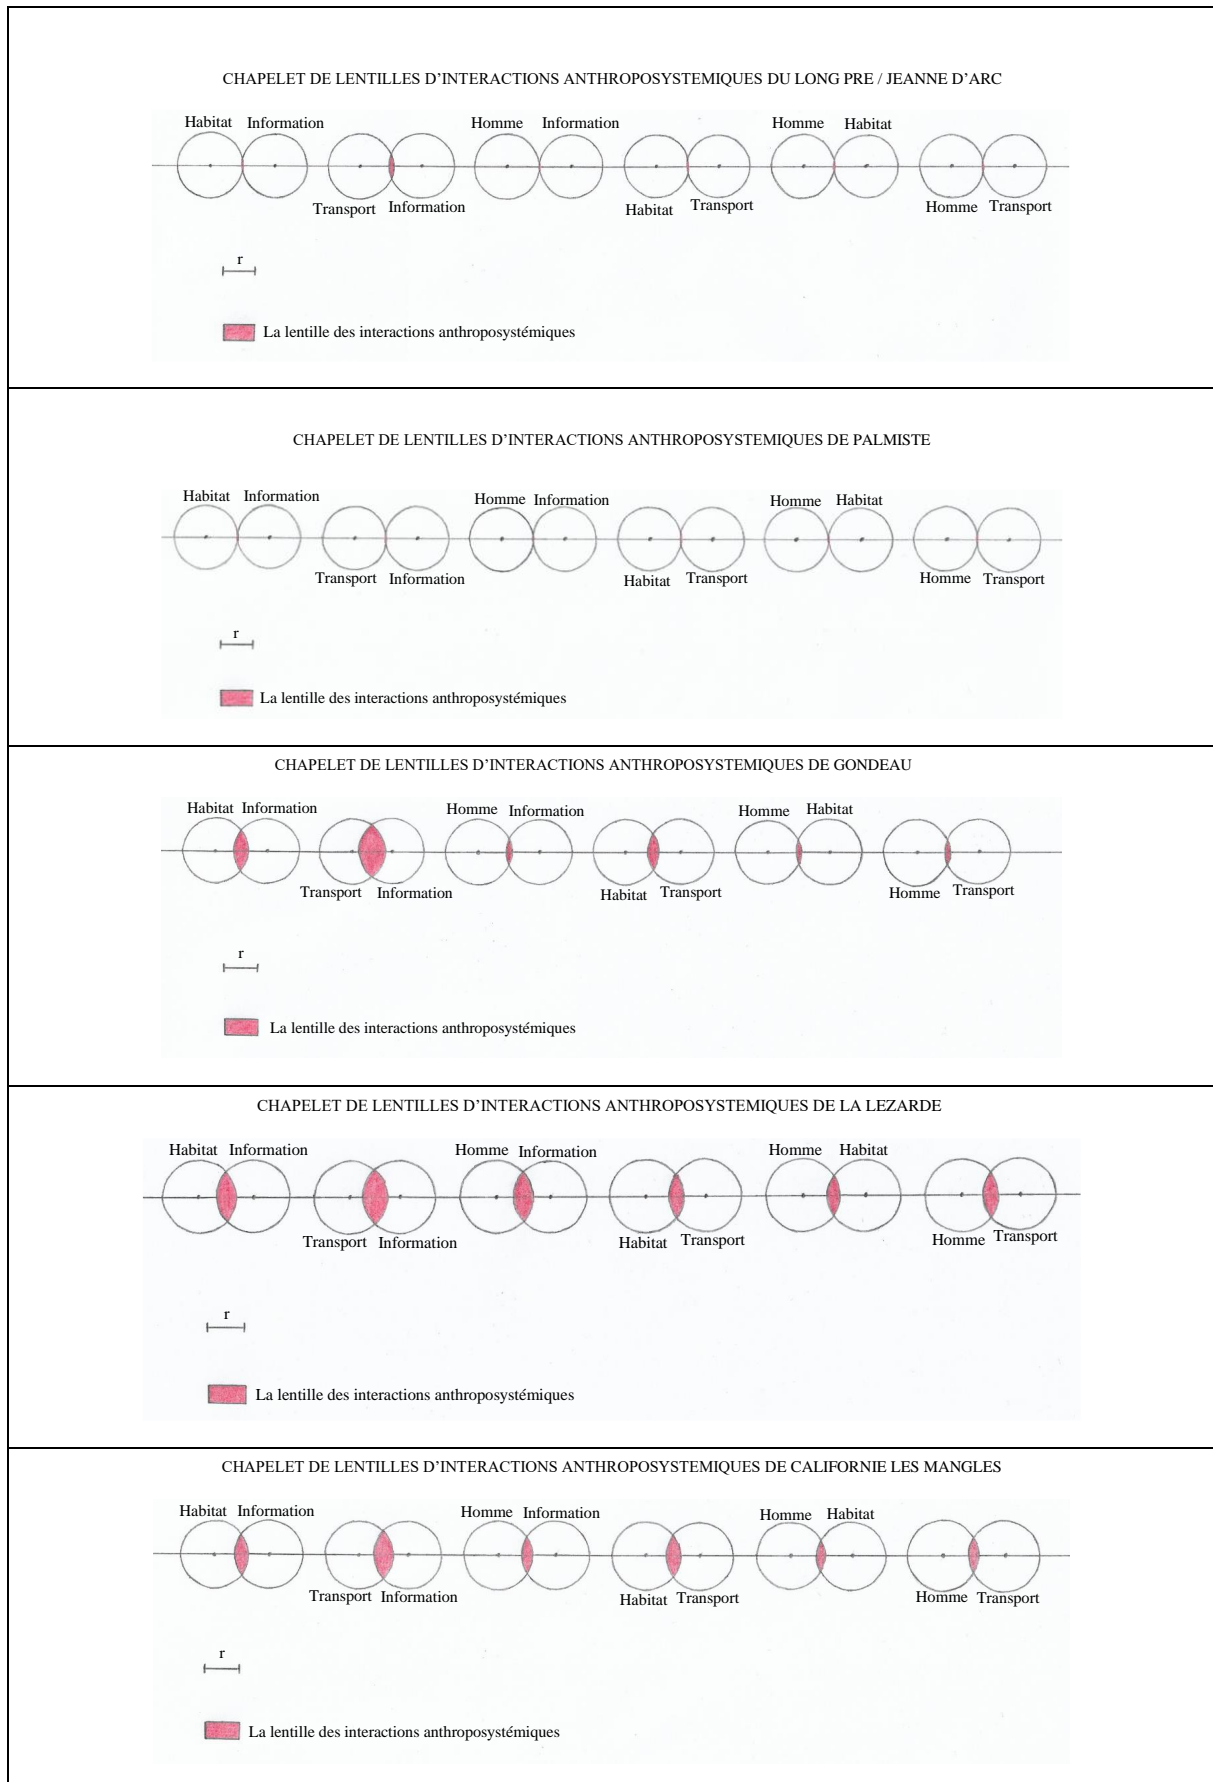 CHAPELET DE LENTILLES D'INTERACTIONS ANTHROPOSYSTEMIQUES DU LONG PRE / JEANNE D'ARC
Habitat Information Homme Information Homme Habitat
Transport Information Habitat Transport Homme Transport
r
La lentille des interactions anthroposystémiques
CHAPELET DE LENTILLES D'INTERACTIONS ANTHROPOSYSTEMIQUES DE PALMISTE
Habitat Information Homme Information Homme Habitat
Transport Information Habitat Transport Homme Transport
r
La lentille des interactions anthroposystémiques
CHAPELET DE LENTILLES D'INTERACTIONS ANTHROPOSYSTEMIQUES DE GONDEAU
Habitat Information Homme Information Homme Habitat
Transport Information Habitat Transport Homme Transport
r
La lentille des interactions anthroposystémiques
CHAPELET DE LENTILLES D'INTERACTIONS ANTHROPOSYSTEMIQUES DE LA LEZARDE
Habitat Information Homme Information Homme Habitat
Transport Information Habitat Transport Homme Transport
r
La lentille des interactions anthroposystémiques
CHAPELET DE LENTILLES D'INTERACTIONS ANTHROPOSYSTEMIQUES DE CALIFORNIE LES MANGLES
Habitat Information Homme Information Homme Habitat
Transport Information Habitat Transport Homme Transport
r
La lentille des interactions anthroposystémiques